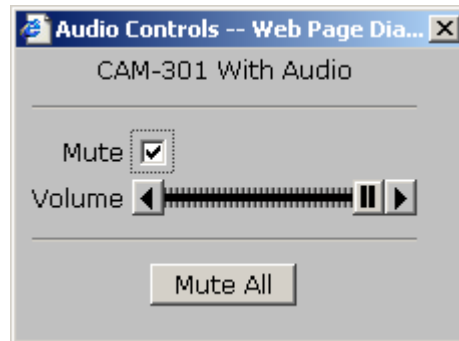 Audio Controls -- Web Page Dia...
CAM-301 With Audio
Mute
Volume
Mute All